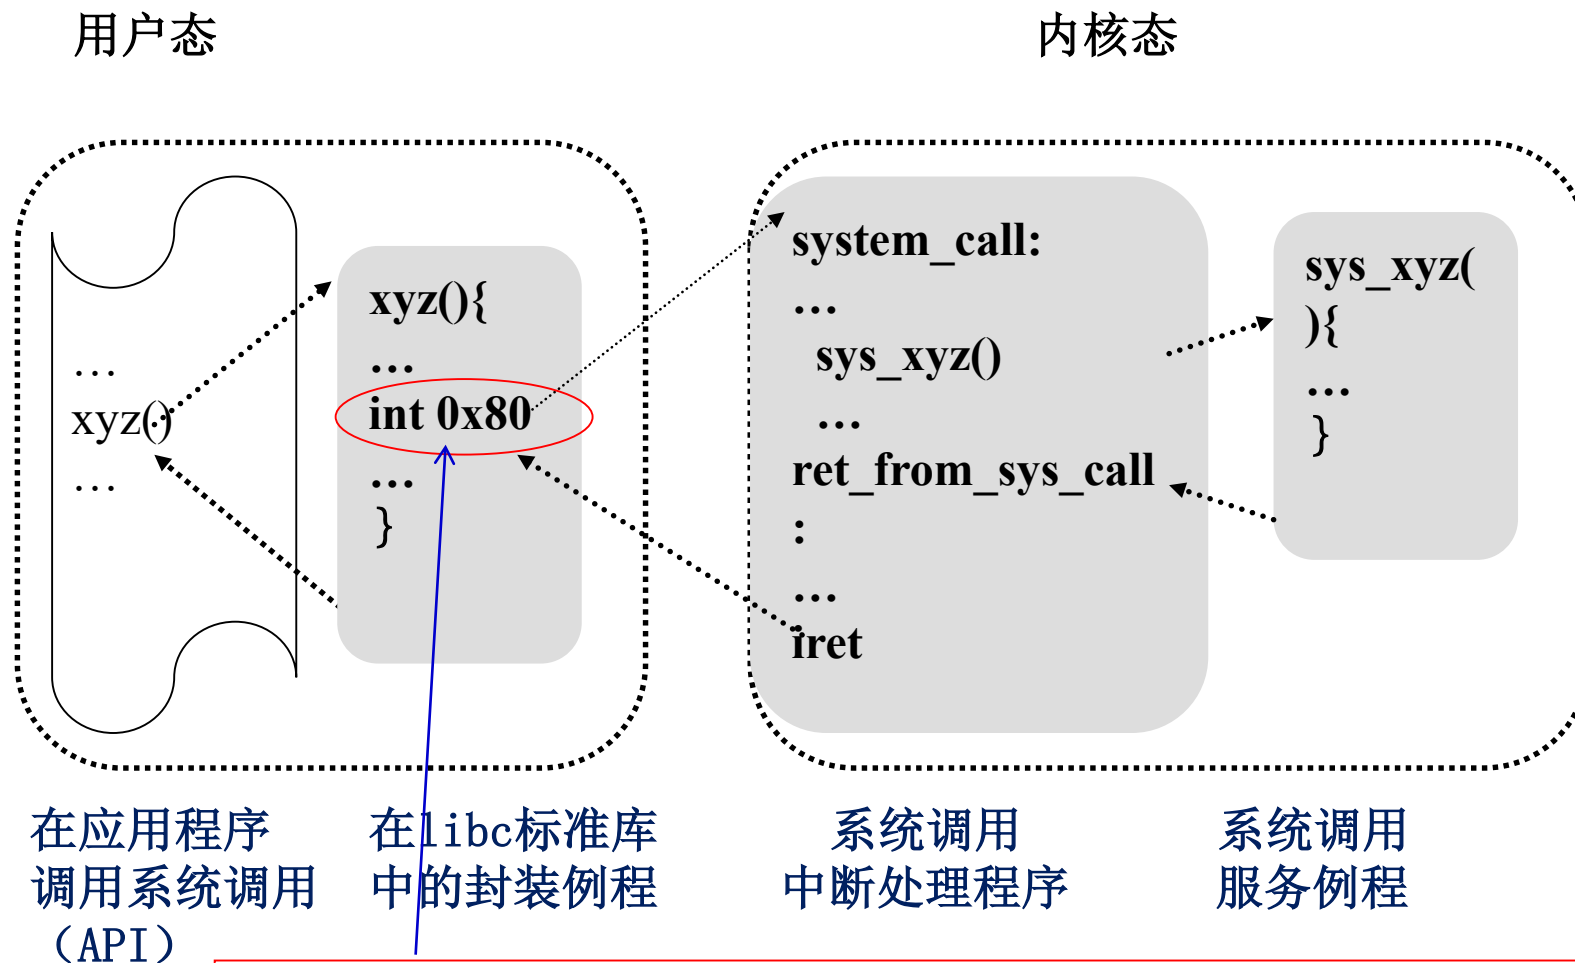 用户态
内核态
…
xyz()
…
xyz(){
…
int 0x80
…
}
system_call:
…
sys_xyz()
…
ret_from_sys_call
:
…
iret
sys_xyz(
){
…
}
在应用程序
调用系统调用
（API）
在libc标准库
中的封装例程
系统调用
中断处理程序
系统调用
服务例程